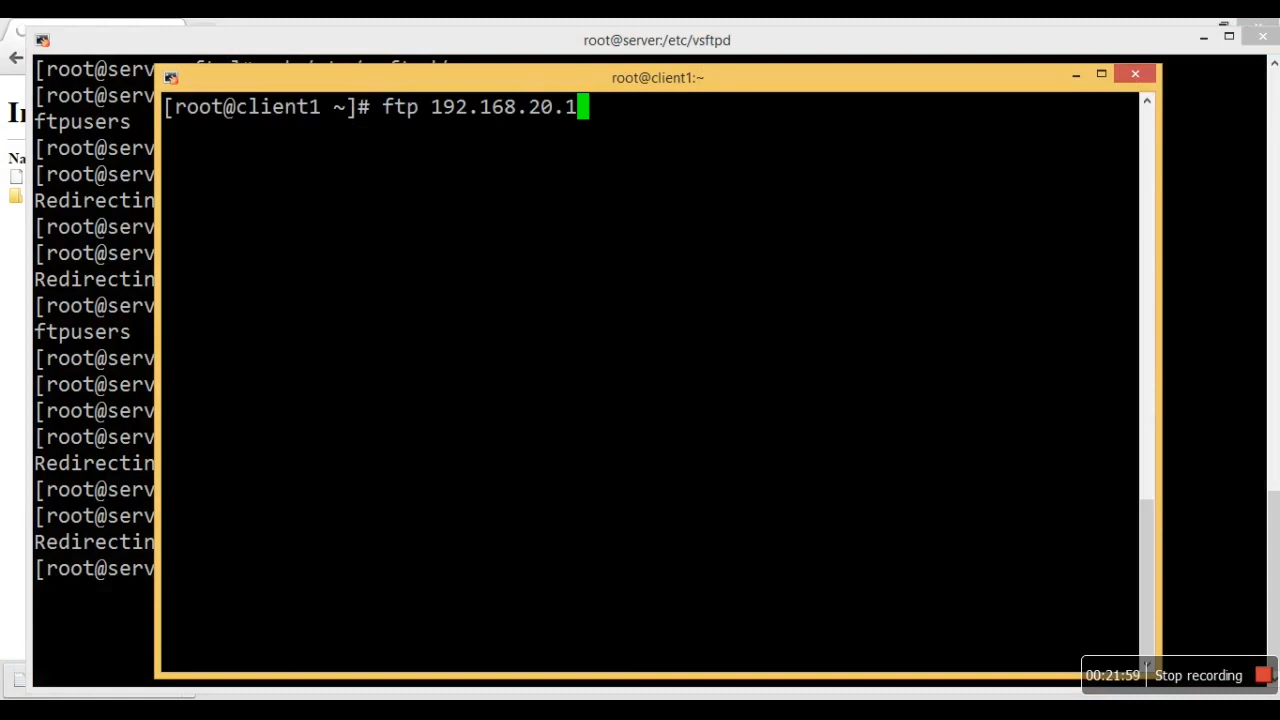 root@server:/etc/vsftpd
root@client1:~
[root@client1 ~]# ftp 192.168.20.1
[root@serv
[root@serv
ftpusers
[root@serv
[root@serv
Redirectin
[root@serv
[root@serv
Redirectin
[root@serv
ftpusers
[root@serv
[root@serv
[root@serv
[root@serv
Redirectin
[root@serv
[root@serv
Redirectin
[root@serv
Na
00:21:59 Stop recording